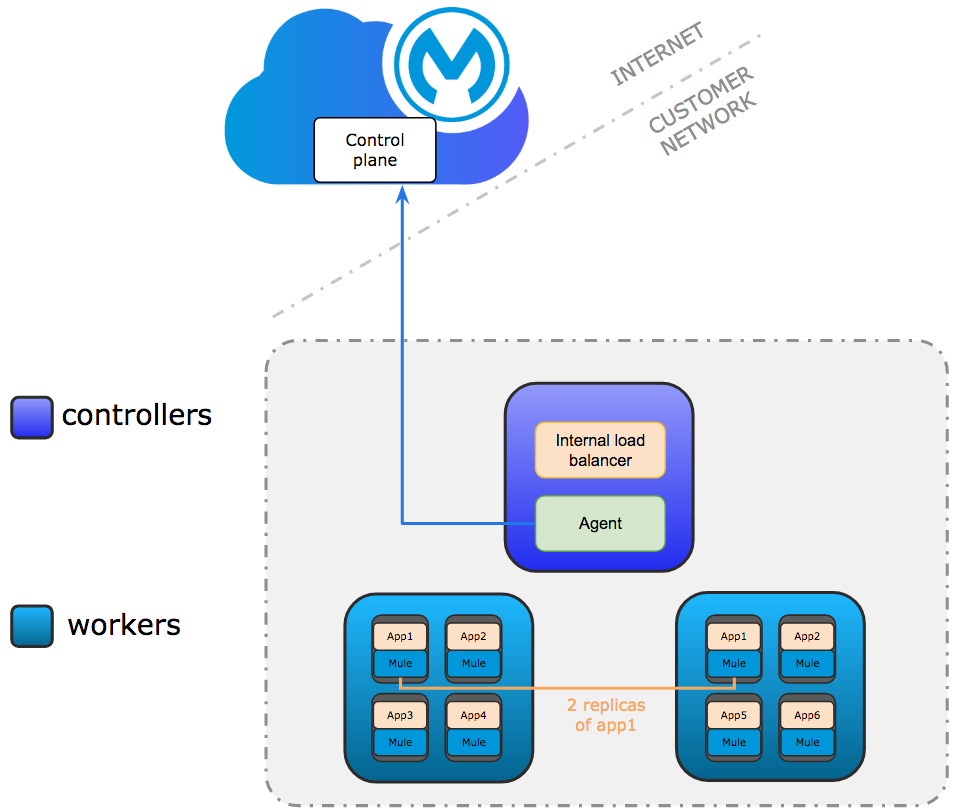 INTERNET
CUSTOMER
NETWORK
Control
plane
controllers
Internal load
balancer
Agent
workers
App1
Mule
App2
Mule
App3
Mule
App4
Mule
App1
Mule
App2
Mule
App5
Mule
App6
Mule
2 replicas
of app1